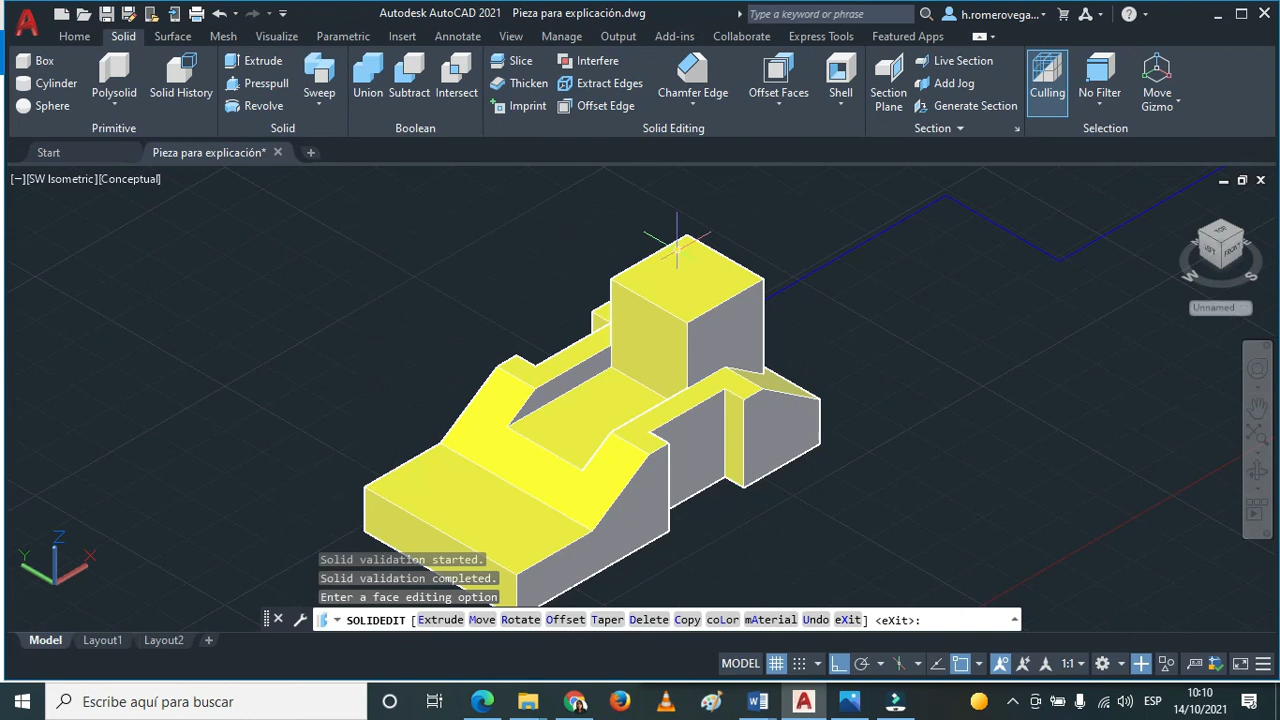 Autodesk AutoCAD 2021 Pieza para explicación.dwg
Type a keyword or phrase
h.romerovega...
Home Solid Surface Mesh Visualize Parametric Insert Annotate View Manage Output Add-ins Collaborate Express Tools Featured Apps
Box
Cylinder
Sphere
Polysolid
Solid History
Primitive
Extrude
Presspull
Revolve
Sweep
Solid
Union
Subtract
Intersect
Boolean
Slice
Thicken
Imprint
Interfere
Extract Edges
Offset Edge
Chamfer Edge
Offset Faces
Shell
Solid Editing
Section
Plane
Live Section
Add Jog
Generate Section
Section
Culling
No Filter
Move
Gizmo
Selection
Start
Pieza para explicación*
[−][SW Isometric][Conceptual]
TOP
LEFT
FRONT
W
S
Unnamed
Z
Y
X
Solid validation started.
Solid validation completed.
Enter a face editing option
SOLIDEDIT [Extrude Move Rotate Offset Taper Delete Copy coLor mAterial Undo eXit] <eXit>:
Model Layout1 Layout2
MODEL
1:1
Escribe aquí para buscar
ESP
10:10
14/10/2021